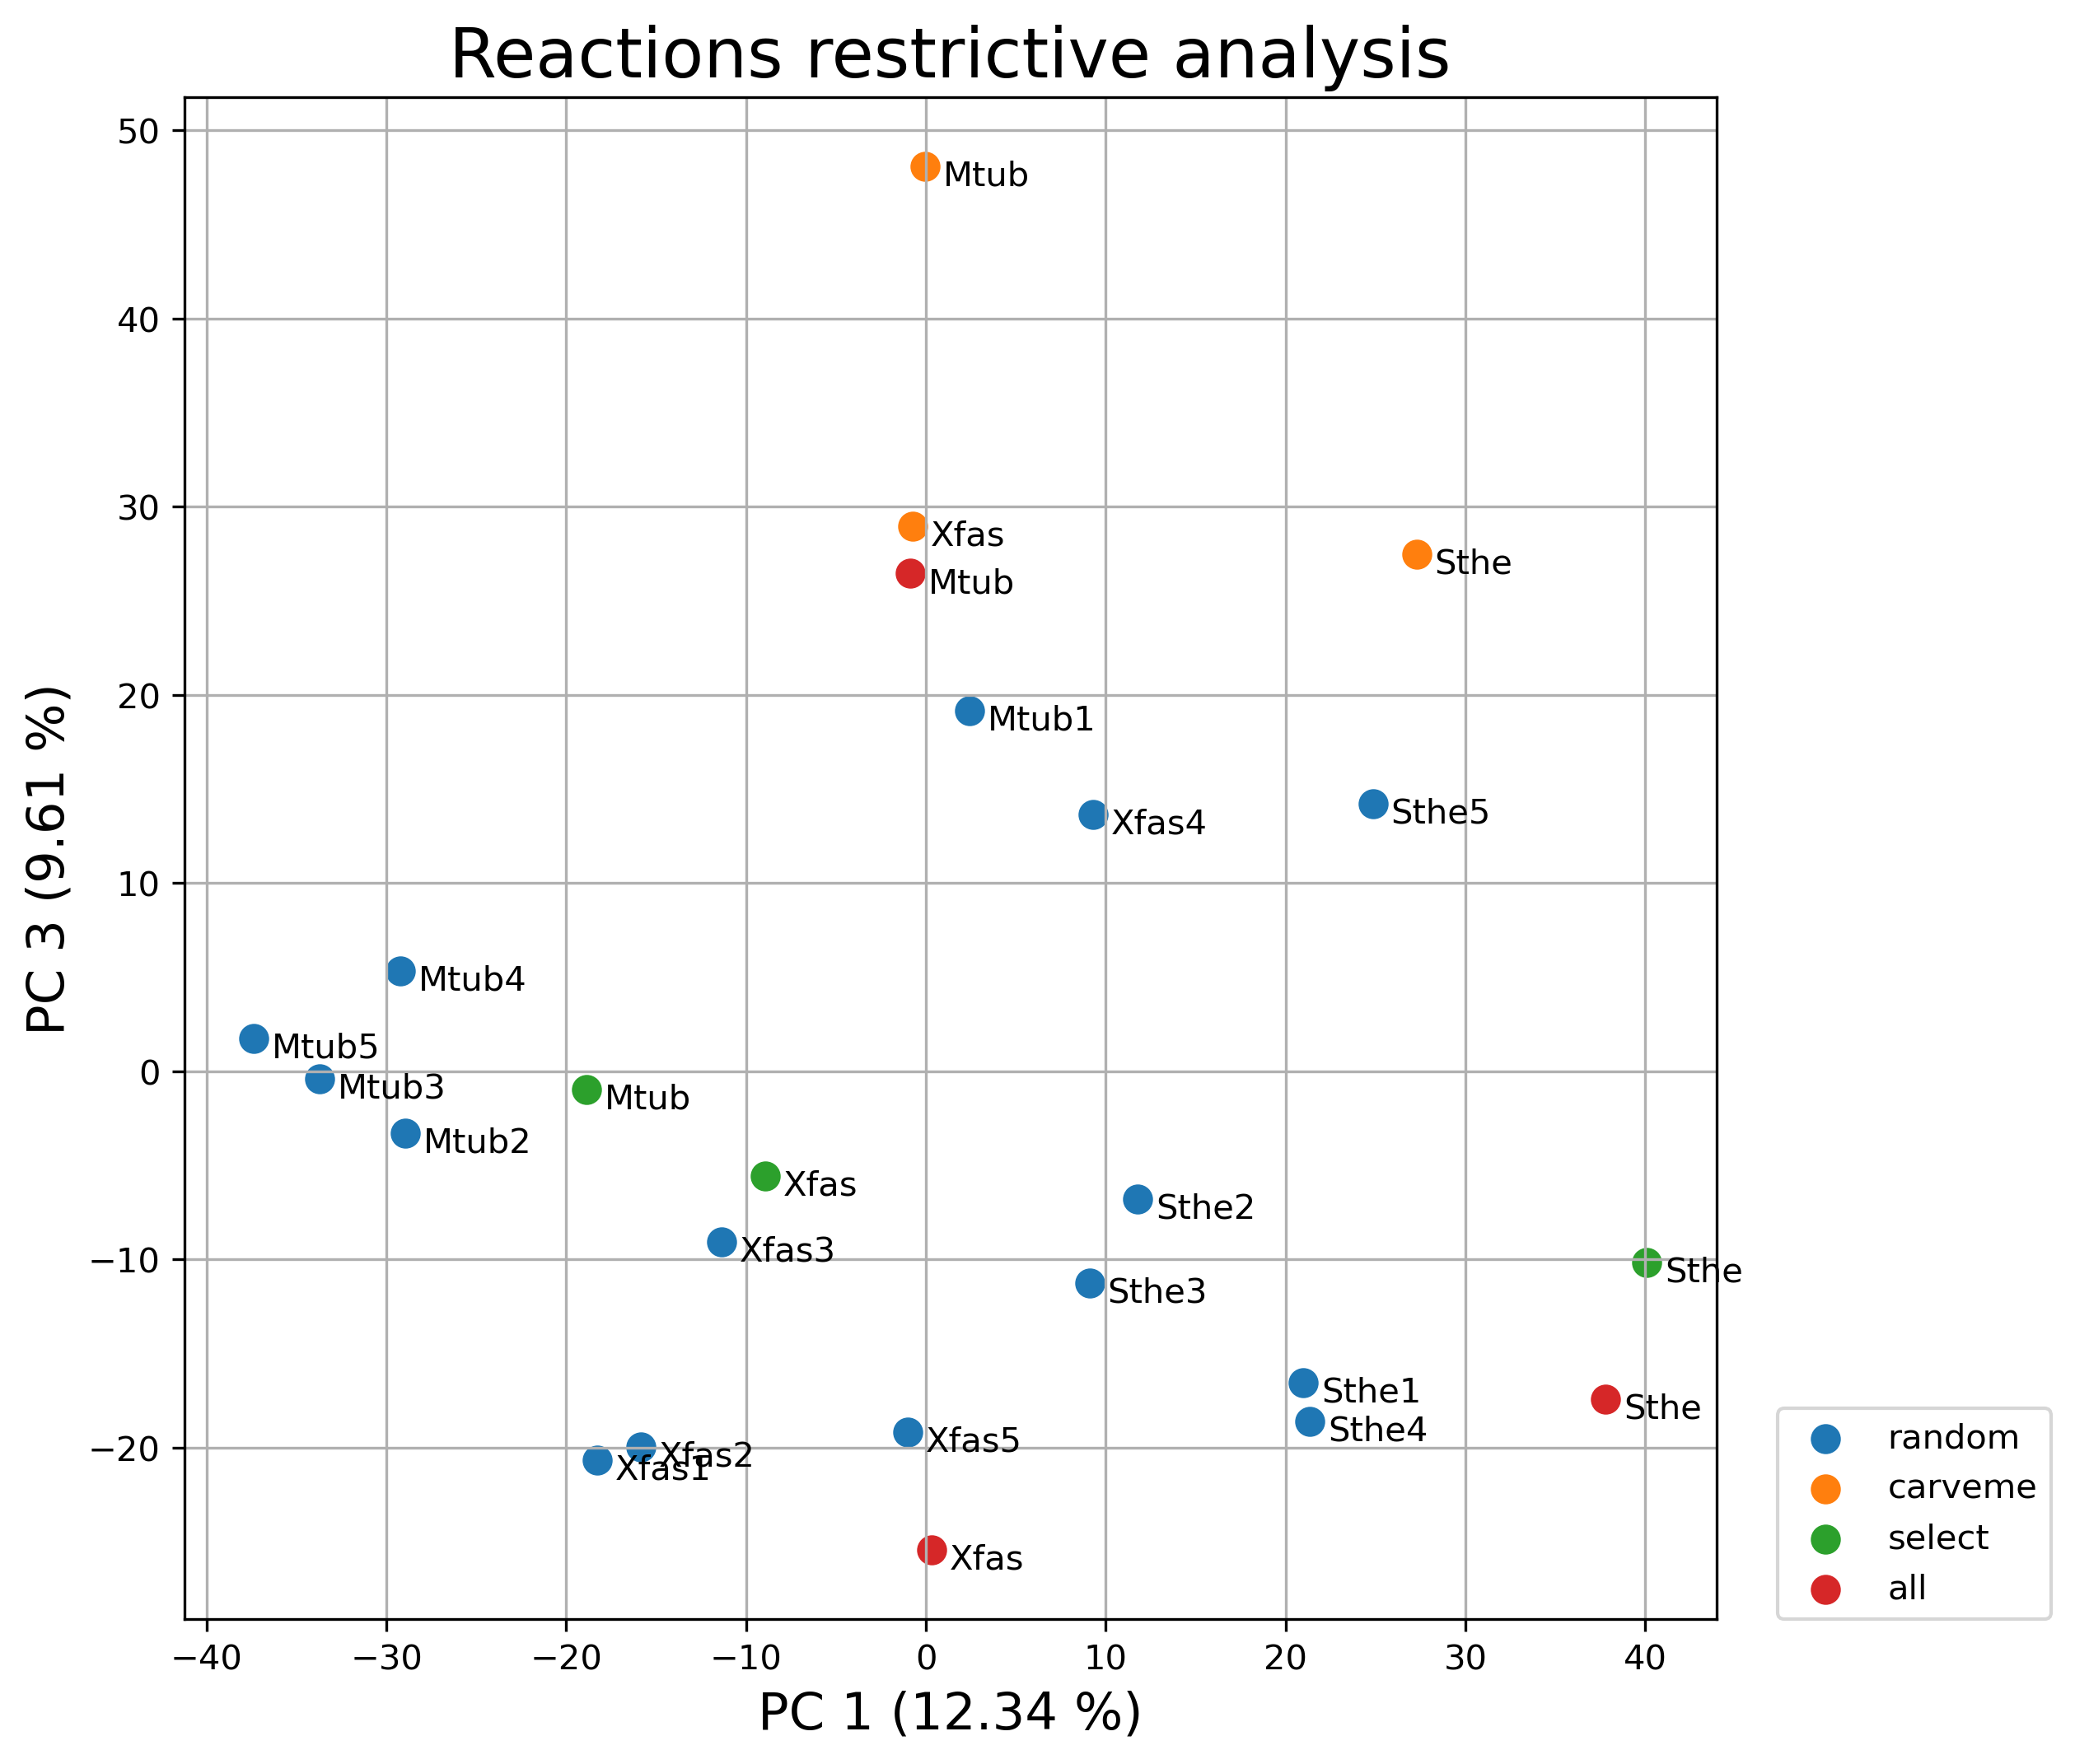 Reactions restrictive analysis
50
40
30
20
10
0
−10
−20
PC 3 (9.61 %)
Mtub
Xfas
Sthe
Mtub
Mtub1
Sthe5
Xfas4
Mtub4
Mtub5
Mtub3
Mtub
Mtub2
Xfas
Sthe2
Xfas3
Sthe
Sthe3
Sthe1
Sthe
Sthe4
Xfas5
Xfas2
Xfas1
Xfas
−40 −30 −20 −10 0 10 20 30 40
PC 1 (12.34 %)
random
carveme
select
all